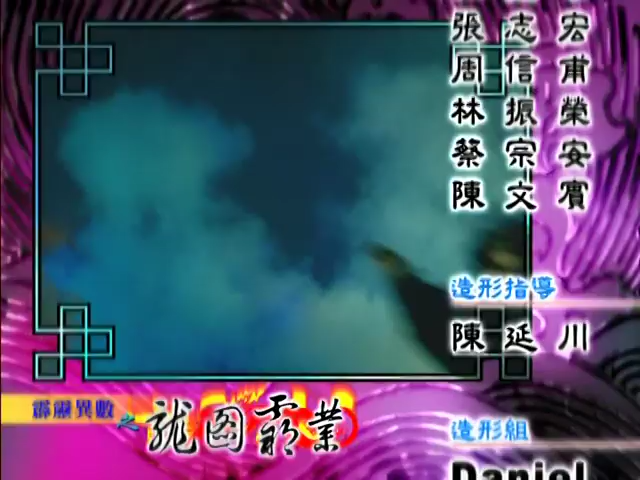 張志宏
周信甫
林振榮
蔡宗安
陳文賓
造形指導
陳延川
霹靂異數
之
龍圖霸業
造形組
Daniel